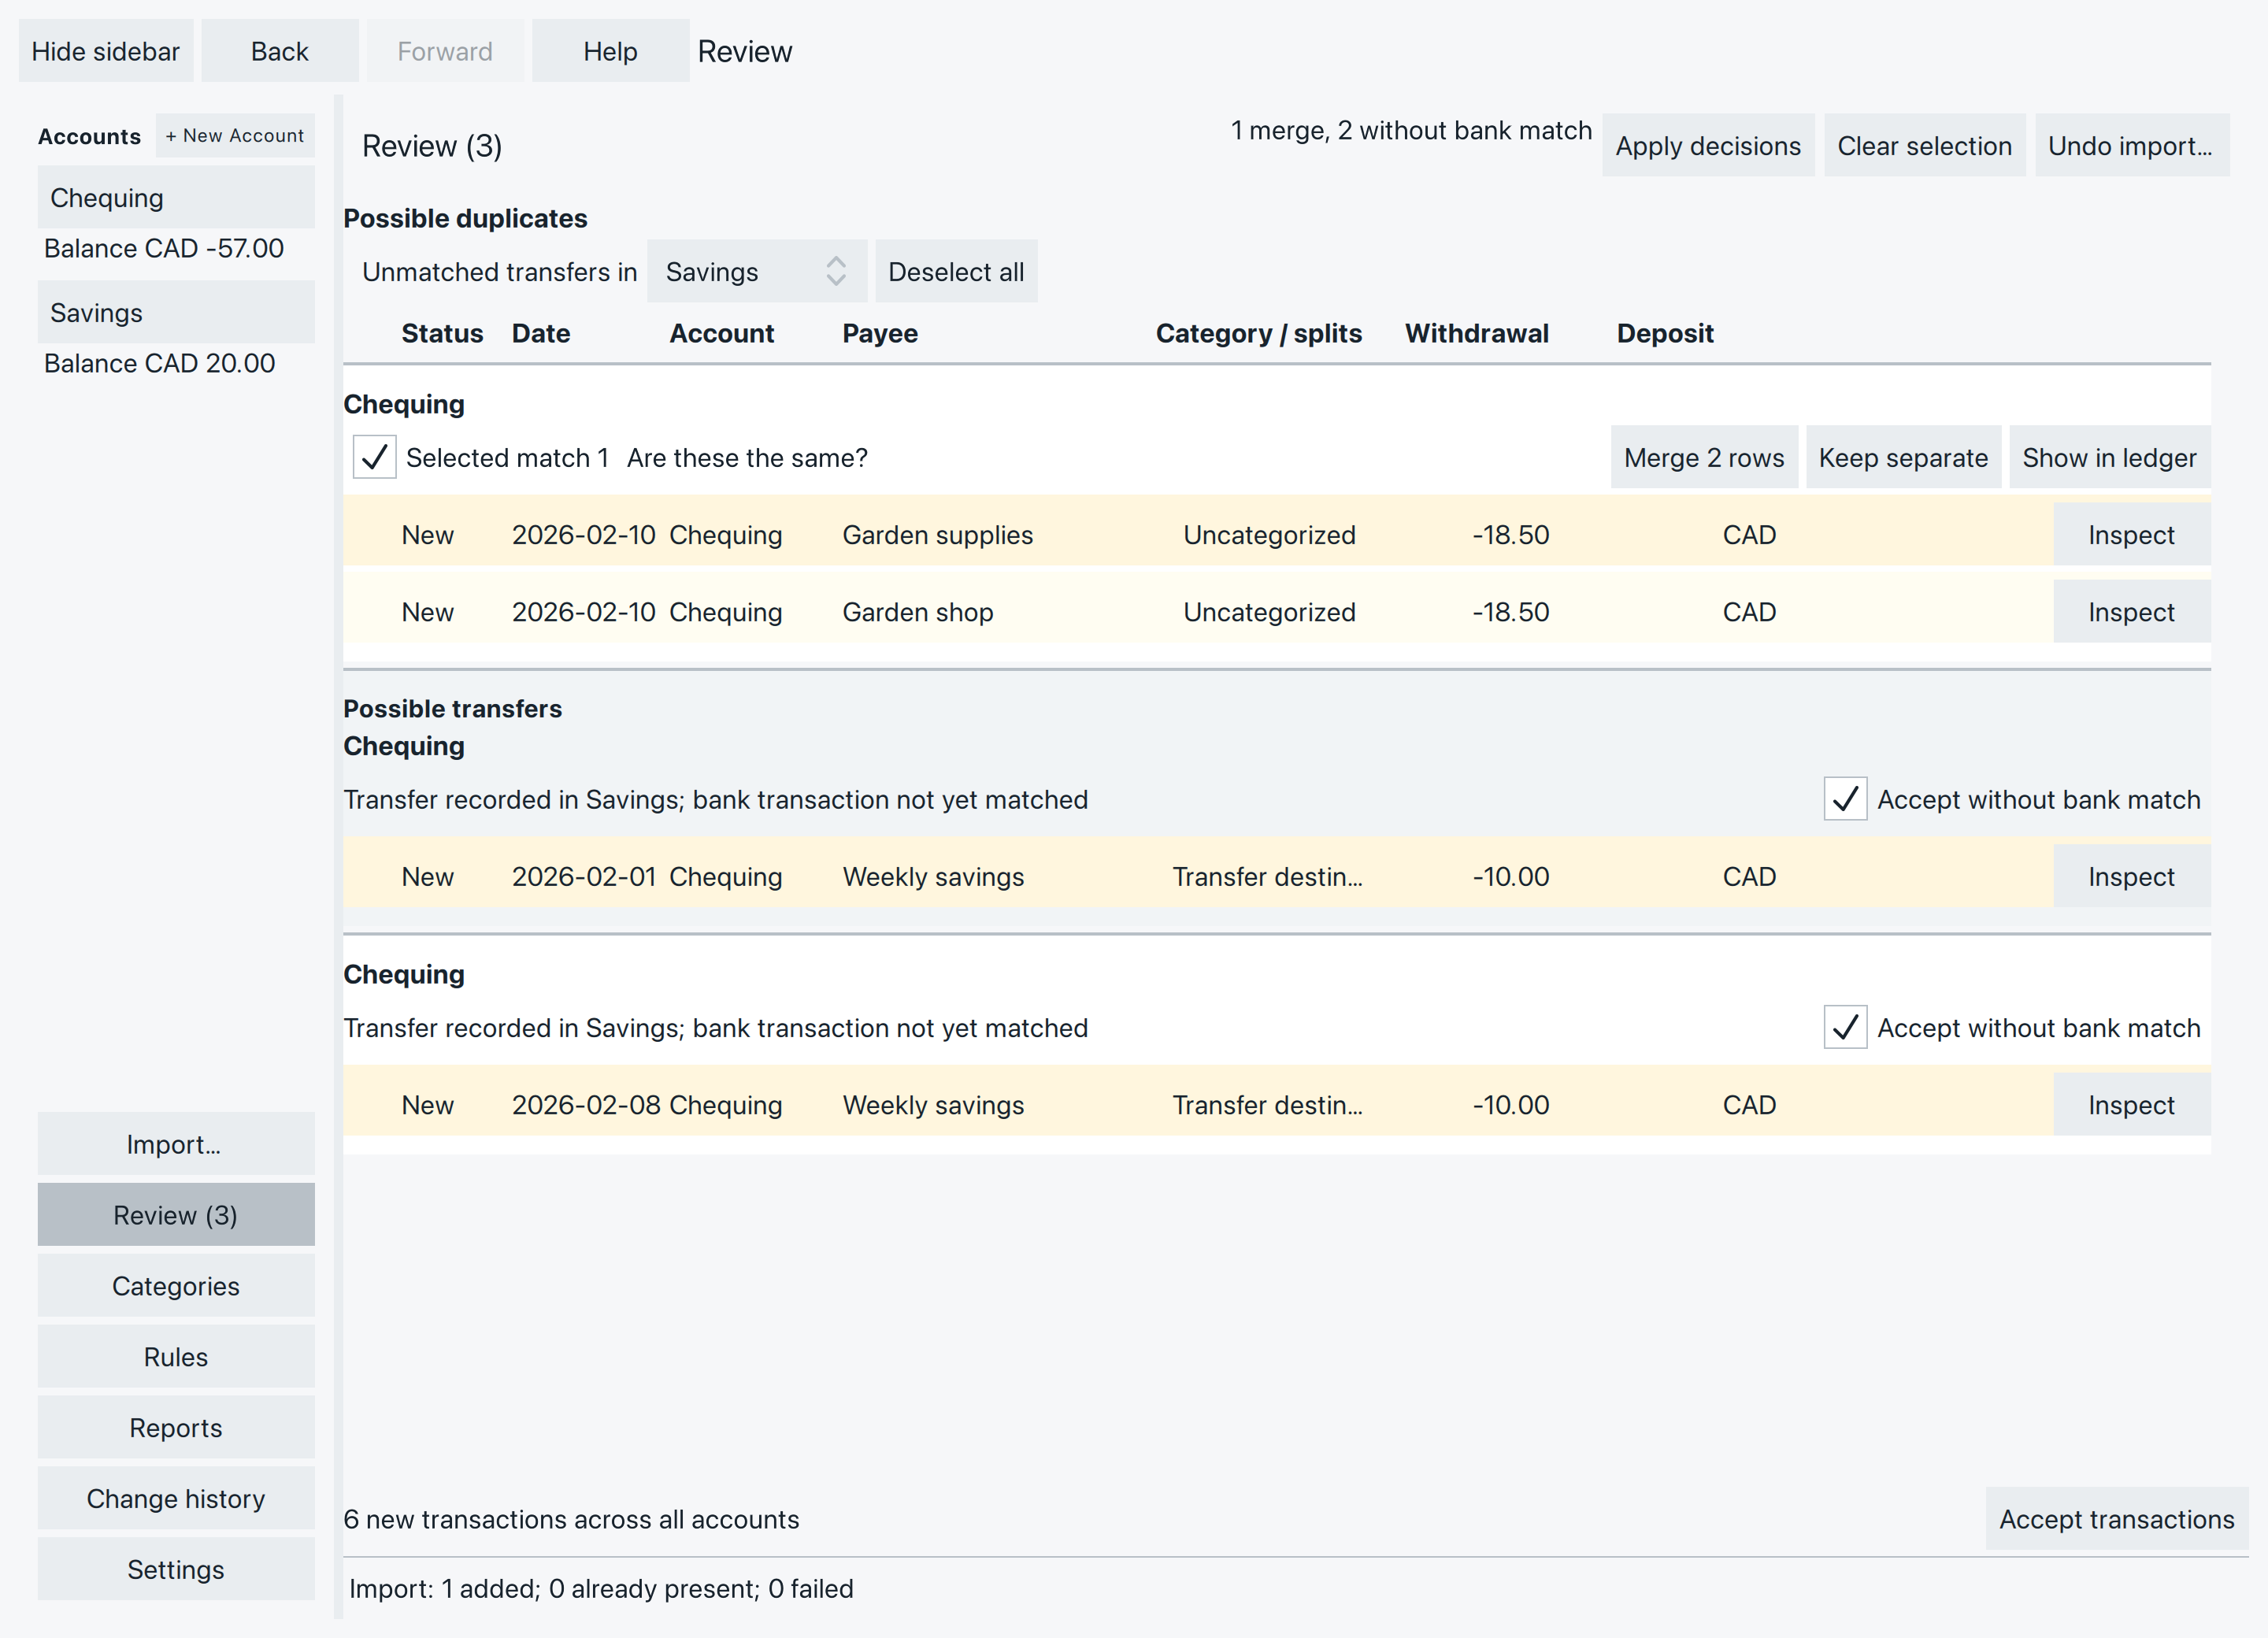 Hide sidebar Back Forward Help Review
Accounts + New Account
Chequing
Balance CAD -57.00
Savings
Balance CAD 20.00
Import...
Review (3)
Categories
Rules
Reports
Change history
Settings
Review (3) 1 merge, 2 without bank match Apply decisions Clear selection Undo import...
Possible duplicates
Unmatched transfers in Savings Deselect all
Status Date Account Payee Category / splits Withdrawal Deposit
Chequing
Selected match 1 Are these the same? Merge 2 rows Keep separate Show in ledger
New 2026-02-10 Chequing Garden supplies Uncategorized -18.50 CAD Inspect
New 2026-02-10 Chequing Garden shop Uncategorized -18.50 CAD Inspect
Possible transfers
Chequing
Transfer recorded in Savings; bank transaction not yet matched Accept without bank match
New 2026-02-01 Chequing Weekly savings Transfer destin... -10.00 CAD Inspect
Chequing
Transfer recorded in Savings; bank transaction not yet matched Accept without bank match
New 2026-02-08 Chequing Weekly savings Transfer destin... -10.00 CAD Inspect
6 new transactions across all accounts Accept transactions
Import: 1 added; 0 already present; 0 failed